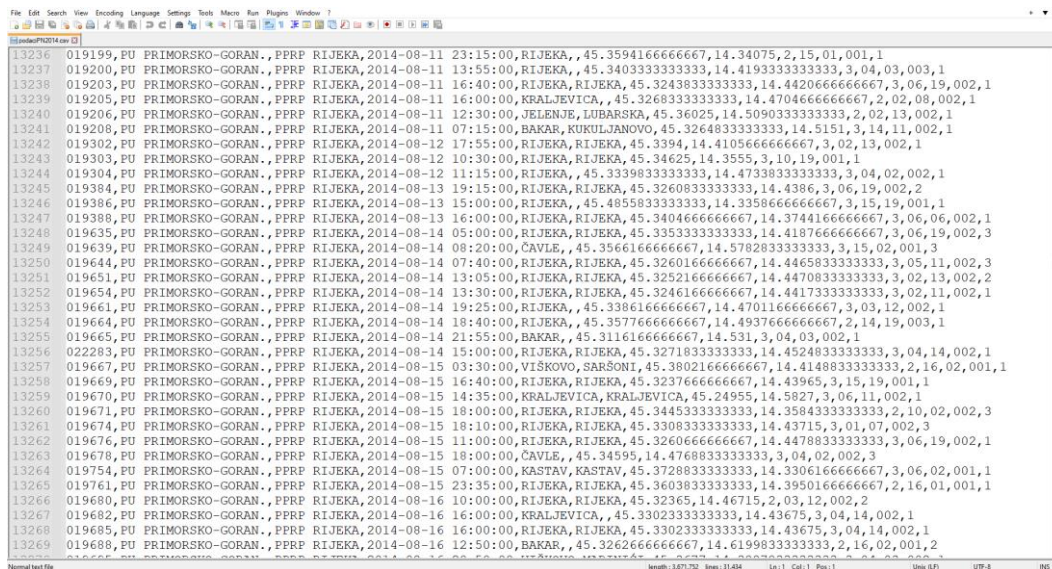 File Edit Search View Encoding Language Settings Tools Macro Run Plugins Window ?
podaciPN2014.csv
13236 019199,PU PRIMORSKO-GORAN.,PPRP RIJEKA,2014-08-11 23:15:00,RIJEKA,,45.3594166666667,14.34075,2,15,01,001,1
13237 019200,PU PRIMORSKO-GORAN.,PPRP RIJEKA,2014-08-11 13:55:00,RIJEKA,,45.3403333333333,14.4193333333333,3,04,03,003,1
13238 019203,PU PRIMORSKO-GORAN.,PPRP RIJEKA,2014-08-11 16:40:00,RIJEKA,RIJEKA,45.3243833333333,14.4420666666667,3,06,19,002,1
13239 019205,PU PRIMORSKO-GORAN.,PPRP RIJEKA,2014-08-11 16:00:00,KRALJEVICA,,45.3268333333333,14.4704666666667,2,02,08,002,1
13240 019206,PU PRIMORSKO-GORAN.,PPRP RIJEKA,2014-08-11 12:30:00,JELENJE,LUBARSKA,45.36025,14.5090333333333,2,02,13,002,1
13241 019208,PU PRIMORSKO-GORAN.,PPRP RIJEKA,2014-08-11 07:15:00,BAKAR,KUKULJANOVO,45.3264833333333,14.5151,3,14,11,002,1
13242 019302,PU PRIMORSKO-GORAN.,PPRP RIJEKA,2014-08-12 17:55:00,RIJEKA,RIJEKA,45.3394,14.4105666666667,3,02,13,002,1
13243 019303,PU PRIMORSKO-GORAN.,PPRP RIJEKA,2014-08-12 10:30:00,RIJEKA,,45.34625,14.3555,3,10,19,001,1
13244 019304,PU PRIMORSKO-GORAN.,PPRP RIJEKA,2014-08-12 11:15:00,RIJEKA,,45.3339833333333,14.4733833333333,3,04,02,002,1
13245 019384,PU PRIMORSKO-GORAN.,PPRP RIJEKA,2014-08-13 19:15:00,RIJEKA,RIJEKA,45.3260833333333,14.4386,3,06,19,002,2
13246 019386,PU PRIMORSKO-GORAN.,PPRP RIJEKA,2014-08-13 15:00:00,RIJEKA,,45.4855833333333,14.3358666666667,3,15,19,001,1
13247 019388,PU PRIMORSKO-GORAN.,PPRP RIJEKA,2014-08-13 16:00:00,RIJEKA,RIJEKA,45.3404666666667,14.3744166666667,3,06,06,002,1
13248 019635,PU PRIMORSKO-GORAN.,PPRP RIJEKA,2014-08-14 05:00:00,RIJEKA,RIJEKA,45.3353333333333,14.4187666666667,3,06,19,002,3
13249 019639,PU PRIMORSKO-GORAN.,PPRP RIJEKA,2014-08-14 08:20:00,ČAVLE,,45.3566166666667,14.5782833333333,3,15,02,001,3
13250 019644,PU PRIMORSKO-GORAN.,PPRP RIJEKA,2014-08-14 07:40:00,RIJEKA,RIJEKA,45.3260166666667,14.4465833333333,3,05,11,002,3
13251 019651,PU PRIMORSKO-GORAN.,PPRP RIJEKA,2014-08-14 13:05:00,RIJEKA,RIJEKA,45.3252166666667,14.4470833333333,3,02,13,002,2
13252 019654,PU PRIMORSKO-GORAN.,PPRP RIJEKA,2014-08-14 13:30:00,RIJEKA,RIJEKA,45.3246166666667,14.4417333333333,3,02,11,002,1
13253 019661,PU PRIMORSKO-GORAN.,PPRP RIJEKA,2014-08-14 19:25:00,RIJEKA,,45.3386166666667,14.4701166666667,3,03,12,002,1
13254 019664,PU PRIMORSKO-GORAN.,PPRP RIJEKA,2014-08-14 18:40:00,RIJEKA,,45.3577666666667,14.4937666666667,2,14,19,003,1
13255 019665,PU PRIMORSKO-GORAN.,PPRP RIJEKA,2014-08-14 21:55:00,BAKAR,,45.3116166666667,14.531,3,04,03,002,1
13256 022283,PU PRIMORSKO-GORAN.,PPRP RIJEKA,2014-08-14 15:00:00,RIJEKA,RIJEKA,45.3271833333333,14.4524833333333,3,04,14,002,1
13257 019667,PU PRIMORSKO-GORAN.,PPRP RIJEKA,2014-08-15 03:30:00,VIŠKOVO,SARŠONI,45.3802166666667,14.4148833333333,2,16,02,001,1
13258 019669,PU PRIMORSKO-GORAN.,PPRP RIJEKA,2014-08-15 16:40:00,RIJEKA,RIJEKA,45.3237666666667,14.43965,3,15,19,001,1
13259 019670,PU PRIMORSKO-GORAN.,PPRP RIJEKA,2014-08-15 14:35:00,KRALJEVICA,KRALJEVICA,45.24955,14.5827,3,06,11,002,1
13260 019671,PU PRIMORSKO-GORAN.,PPRP RIJEKA,2014-08-15 18:00:00,RIJEKA,RIJEKA,45.3445333333333,14.3584333333333,2,10,02,002,3
13261 019674,PU PRIMORSKO-GORAN.,PPRP RIJEKA,2014-08-15 18:10:00,RIJEKA,RIJEKA,45.3308333333333,14.43715,3,01,07,002,3
13262 019676,PU PRIMORSKO-GORAN.,PPRP RIJEKA,2014-08-15 11:00:00,RIJEKA,RIJEKA,45.3260666666667,14.4478833333333,3,06,19,002,1
13263 019678,PU PRIMORSKO-GORAN.,PPRP RIJEKA,2014-08-15 18:00:00,ČAVLE,,45.34595,14.4768833333333,3,04,02,002,3
13264 019754,PU PRIMORSKO-GORAN.,PPRP RIJEKA,2014-08-15 07:00:00,KASTAV,KASTAV,45.3728833333333,14.3306166666667,3,06,02,001,1
13265 019761,PU PRIMORSKO-GORAN.,PPRP RIJEKA,2014-08-15 23:35:00,RIJEKA,RIJEKA,45.3603833333333,14.3950166666667,2,16,01,001,1
13266 019680,PU PRIMORSKO-GORAN.,PPRP RIJEKA,2014-08-16 10:00:00,RIJEKA,RIJEKA,45.32365,14.46715,2,03,12,002,2
13267 019682,PU PRIMORSKO-GORAN.,PPRP RIJEKA,2014-08-16 16:00:00,KRALJEVICA,,45.3302333333333,14.43675,3,04,14,002,1
13268 019685,PU PRIMORSKO-GORAN.,PPRP RIJEKA,2014-08-16 16:00:00,RIJEKA,RIJEKA,45.3302333333333,14.43675,3,04,14,002,1
13269 019688,PU PRIMORSKO-GORAN.,PPRP RIJEKA,2014-08-16 12:50:00,BAKAR,,45.3262666666667,14.6199833333333,2,16,02,001,2
Normal text file length : 3,671,752 lines : 31,434 Ln : 1 Col : 1 Pos : 1 Unix (LF) UTF-8 INS